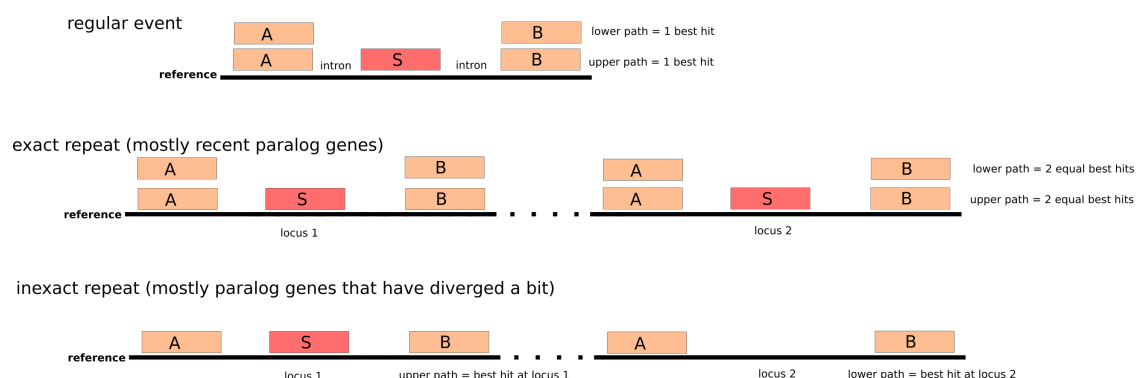 regular event
A B lower path = 1 best hit
A intron S intron B upper path = 1 best hit
reference
exact repeat (mostly recent paralog genes)
A B A B lower path = 2 equal best hits
A S B A S B upper path = 2 equal best hits
reference
locus 1 locus 2
inexact repeat (mostly paralog genes that have diverged a bit)
A S B A B
reference
locus 1 upper path = best hit at locus 1 locus 2 lower path = best hit at locus 2